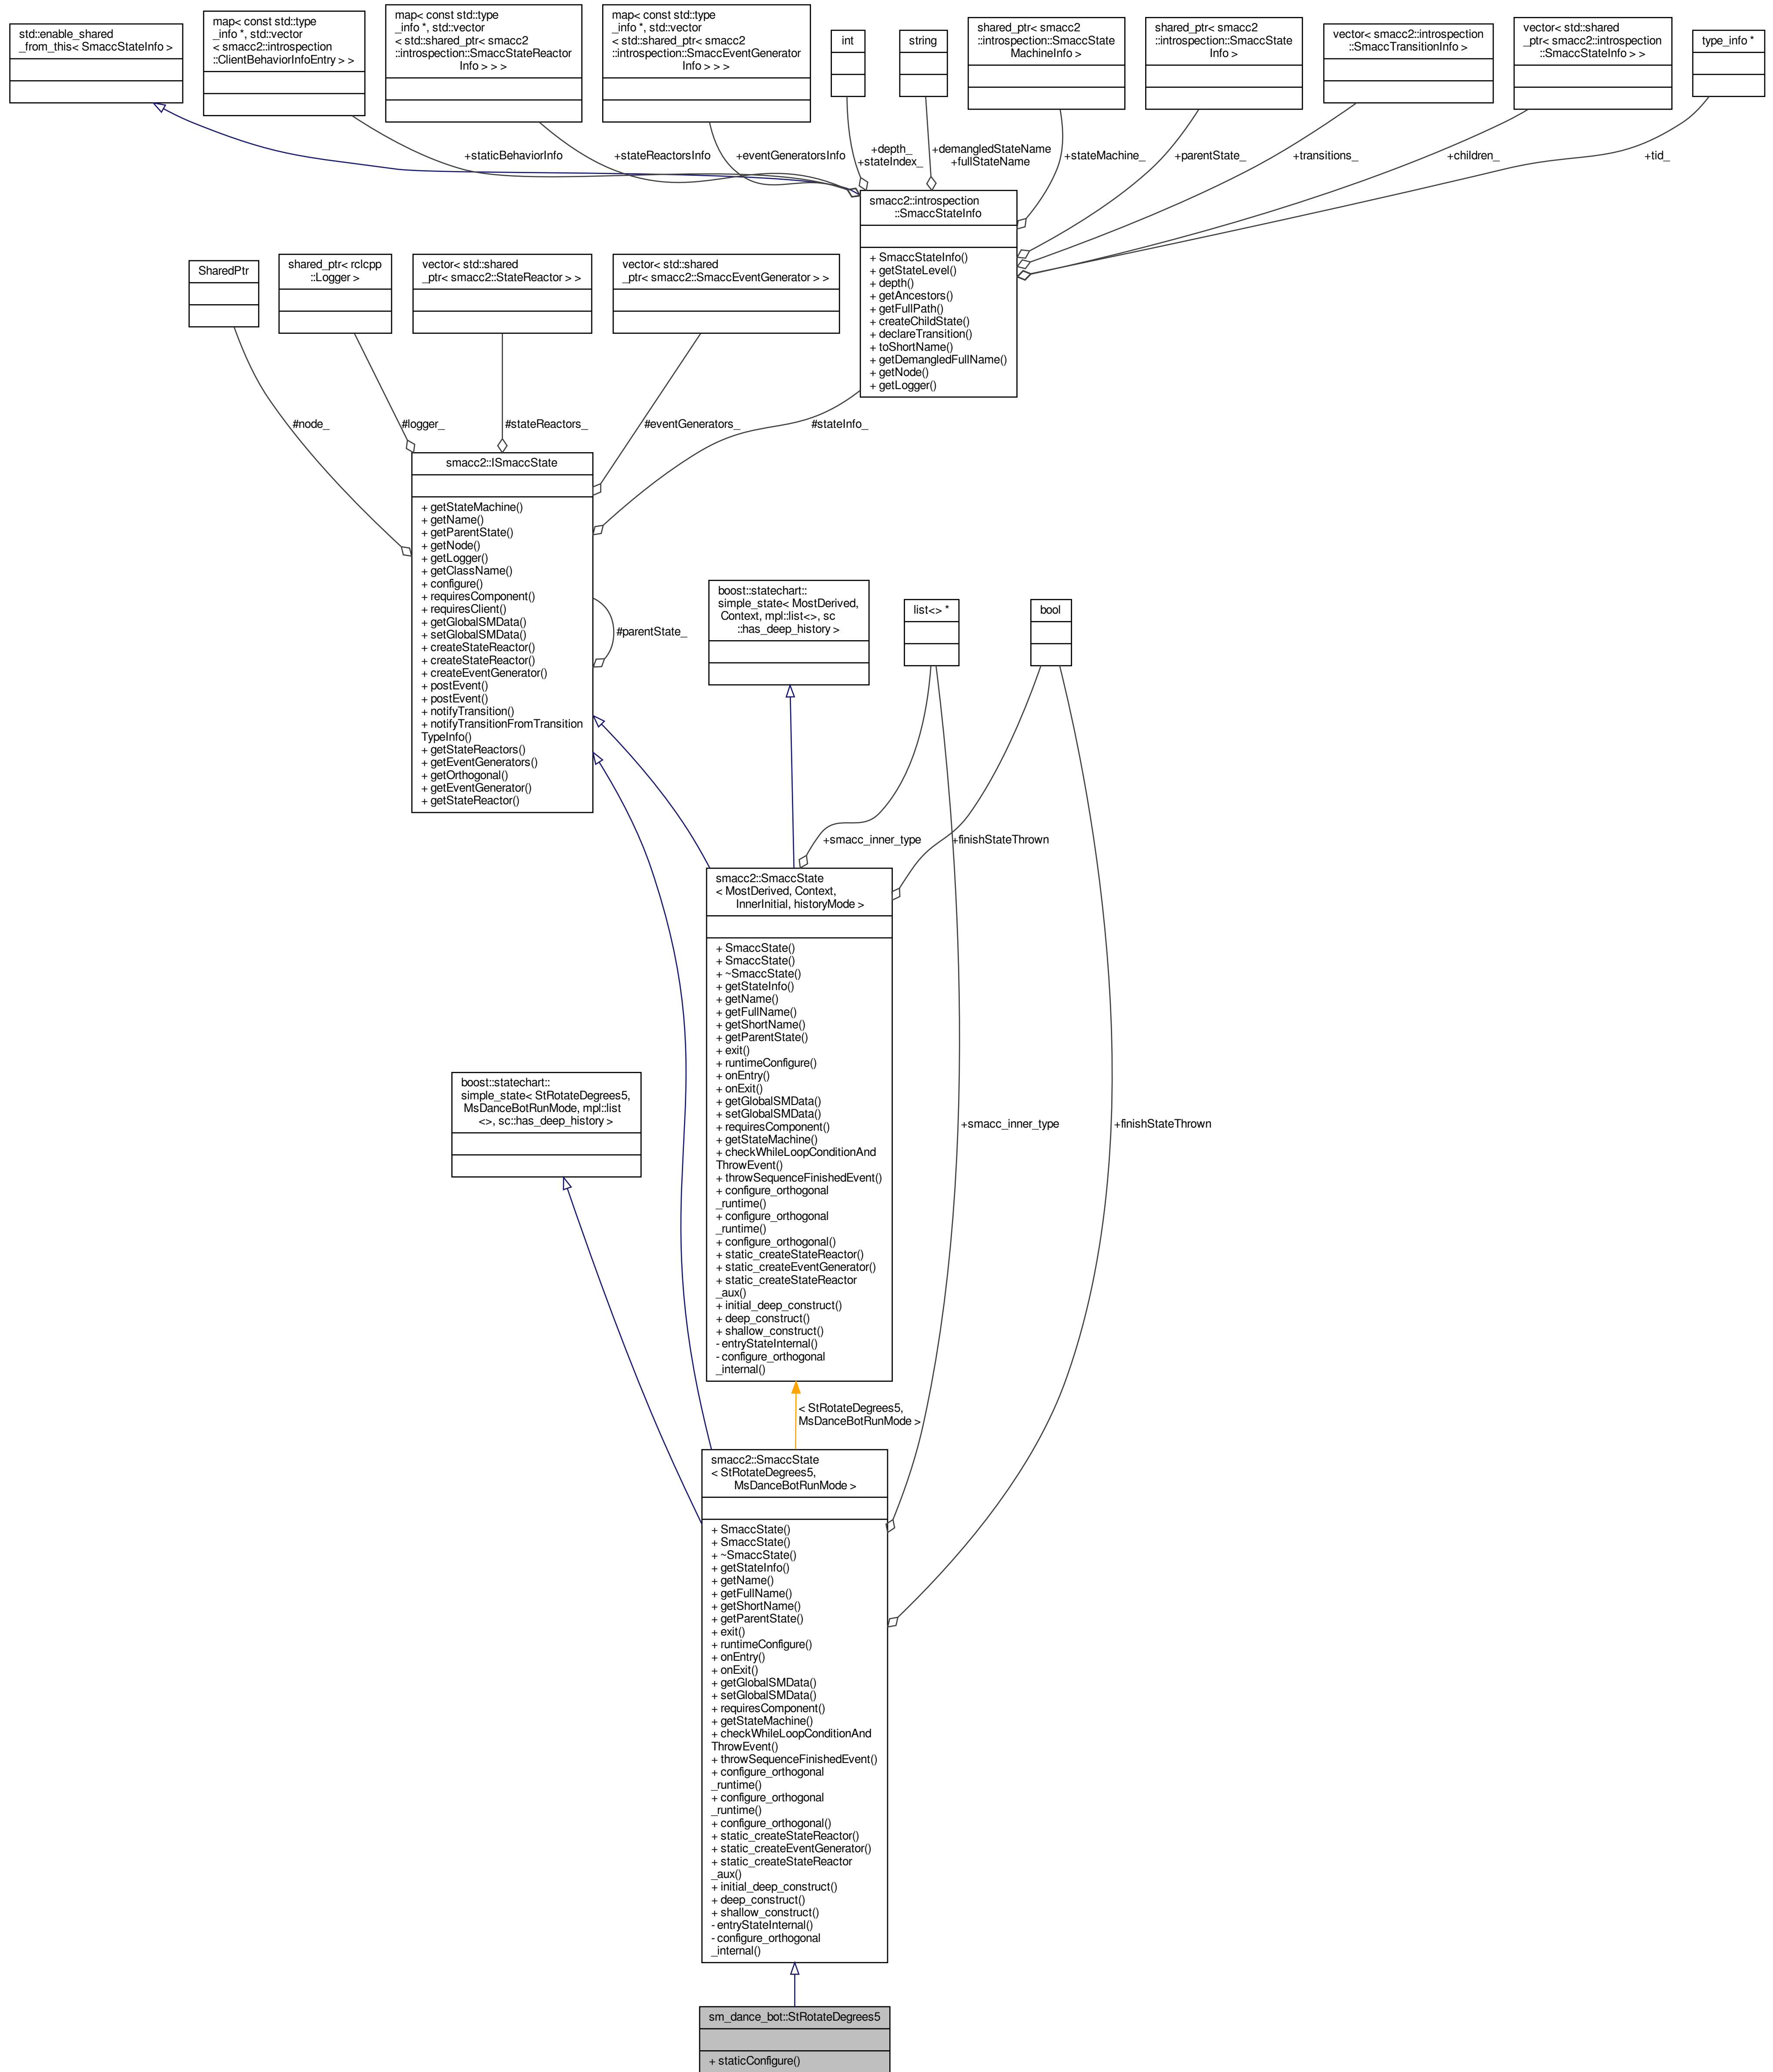 std::enable_shared
_from_this< SmaccStateInfo >
map< const std::type
_info *, std::vector
< smacc2::introspection
::ClientBehaviorInfoEntry > >
map< const std::type
_info *, std::vector
< std::shared_ptr< smacc2
::introspection::SmaccStateReactor
Info > > >
map< const std::type
_info *, std::vector
< std::shared_ptr< smacc2
::introspection::SmaccEventGenerator
Info > > >
int
string
shared_ptr< smacc2
::introspection::SmaccState
MachineInfo >
shared_ptr< smacc2
::introspection::SmaccState
Info >
vector< smacc2::introspection
::SmaccTransitionInfo >
vector< std::shared
_ptr< smacc2::introspection
::SmaccStateInfo > >
type_info *
+staticBehaviorInfo
+stateReactorsInfo
+eventGeneratorsInfo
+depth_
+stateIndex_
+demangledStateName
+fullStateName
+stateMachine_
+parentState_
+transitions_
+children_
+tid_
smacc2::introspection
::SmaccStateInfo
+ SmaccStateInfo()
+ getStateLevel()
+ depth()
+ getAncestors()
+ getFullPath()
+ createChildState()
+ declareTransition()
+ toShortName()
+ getDemangledFullName()
+ getNode()
+ getLogger()
SharedPtr
shared_ptr< rclcpp
::Logger >
vector< std::shared
_ptr< smacc2::StateReactor > >
vector< std::shared
_ptr< smacc2::SmaccEventGenerator > >
#node_
#logger_
#stateReactors_
#eventGenerators_
#stateInfo_
smacc2::ISmaccState
+ getStateMachine()
+ getName()
+ getParentState()
+ getNode()
+ getLogger()
+ getClassName()
+ configure()
+ requiresComponent()
+ requiresClient()
+ getGlobalSMData()
+ setGlobalSMData()
+ createStateReactor()
+ createStateReactor()
+ createEventGenerator()
+ postEvent()
+ postEvent()
+ notifyTransition()
+ notifyTransitionFromTransition
TypeInfo()
+ getStateReactors()
+ getEventGenerators()
+ getOrthogonal()
+ getEventGenerator()
+ getStateReactor()
#parentState_
boost::statechart::
simple_state< MostDerived,
Context, mpl::list<>, sc
::has_deep_history >
list<> *
bool
+smacc_inner_type
+finishStateThrown
smacc2::SmaccState
< MostDerived, Context,
InnerInitial, historyMode >
+ SmaccState()
+ SmaccState()
+ ~SmaccState()
+ getStateInfo()
+ getName()
+ getFullName()
+ getShortName()
+ getParentState()
+ exit()
+ runtimeConfigure()
+ onEntry()
+ onExit()
+ getGlobalSMData()
+ setGlobalSMData()
+ requiresComponent()
+ getStateMachine()
+ checkWhileLoopConditionAnd
ThrowEvent()
+ throwSequenceFinishedEvent()
+ configure_orthogonal
_runtime()
+ configure_orthogonal
_runtime()
+ configure_orthogonal()
+ static_createStateReactor()
+ static_createEventGenerator()
+ static_createStateReactor
_aux()
+ initial_deep_construct()
+ deep_construct()
+ shallow_construct()
- entryStateInternal()
- configure_orthogonal
_internal()
boost::statechart::
simple_state< StRotateDegrees5,
MsDanceBotRunMode, mpl::list
<>, sc::has_deep_history >
+smacc_inner_type
+finishStateThrown
< StRotateDegrees5,
MsDanceBotRunMode >
smacc2::SmaccState
< StRotateDegrees5,
MsDanceBotRunMode >
+ SmaccState()
+ SmaccState()
+ ~SmaccState()
+ getStateInfo()
+ getName()
+ getFullName()
+ getShortName()
+ getParentState()
+ exit()
+ runtimeConfigure()
+ onEntry()
+ onExit()
+ getGlobalSMData()
+ setGlobalSMData()
+ requiresComponent()
+ getStateMachine()
+ checkWhileLoopConditionAnd
ThrowEvent()
+ throwSequenceFinishedEvent()
+ configure_orthogonal
_runtime()
+ configure_orthogonal
_runtime()
+ configure_orthogonal()
+ static_createStateReactor()
+ static_createEventGenerator()
+ static_createStateReactor
_aux()
+ initial_deep_construct()
+ deep_construct()
+ shallow_construct()
- entryStateInternal()
- configure_orthogonal
_internal()
sm_dance_bot::StRotateDegrees5
+ staticConfigure()